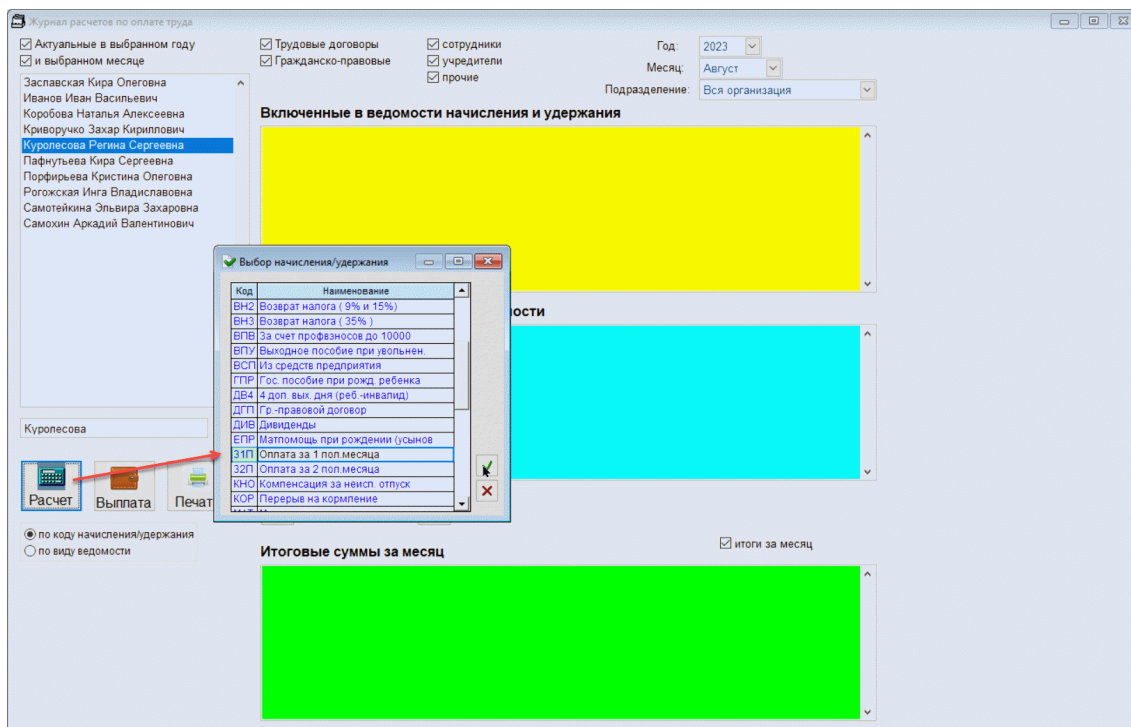 Журнал расчетов по оплате труда
Актуальные в выбранном году
и выбранном месяце
Трудовые договоры
Гражданско-правовые
сотрудники
учредители
прочие
Год: 2023
Месяц: Август
Подразделение: Вся организация
Заславская Кира Олеговна
Иванов Иван Васильевич
Коробова Наталья Алексеевна
Криворучко Захар Кириллович
Куролесова Регина Сергеевна
Пафнутьева Кира Сергеевна
Порфирьева Кристина Олеговна
Рогожская Инга Владиславовна
Самотейкина Эльвира Захаровна
Самохин Аркадий Валентинович
Включенные в ведомости начисления и удержания
Выбор начисления/удержания
Код Наименование
ВН2 Возврат налога ( 9% и 15%)
ВН3 Возврат налога ( 35% )
ВПВ За счет профвзносов до 10000
ВПУ Выходное пособие при увольнен.
ВСП Из средств предприятия
ГПР Гос. пособие при рожд. ребенка
ДВ4 4 доп. вых. дня (реб.-инвалид)
ДГП Гр.-правовой договор
ДИВ Дивиденды
ЕПР Матпомощь при рождении (усынов
З1П Оплата за 1 пол.месяца
З2П Оплата за 2 пол.месяца
КНО Компенсация за неисп. отпуск
КОР Перерыв на кормление
ости
Куролесова
Расчет
Выплата
Печат
по коду начисления/удержания
по виду ведомости
Итоговые суммы за месяц
итоги за месяц